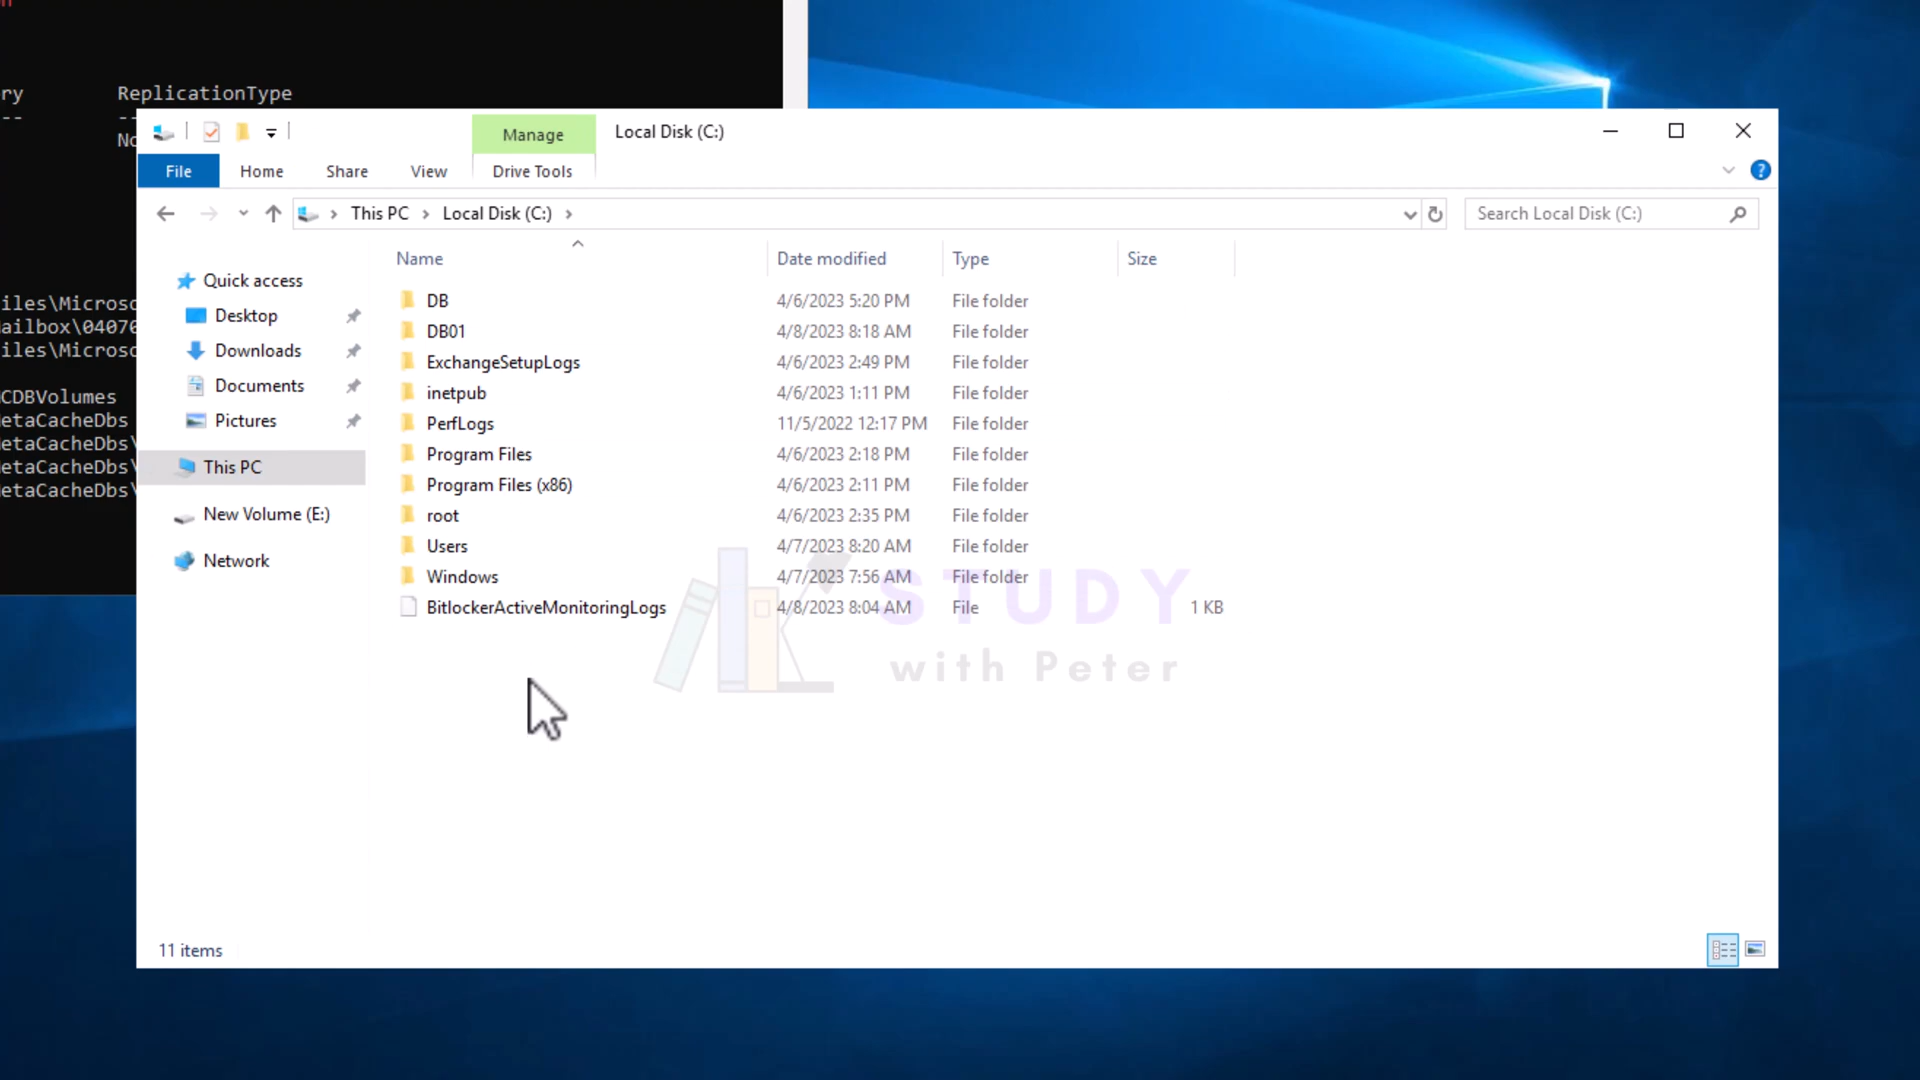 ry ReplicationType
-- --
Manage Local Disk (C:)
File Home Share View Drive Tools
This PC Local Disk (C:) Search Local Disk (C:)
Name Date modified Type Size
Quick access
Desktop
Downloads
Documents
Pictures
This PC
New Volume (E:)
Network
DB 4/6/2023 5:20 PM File folder
DB01 4/8/2023 8:18 AM File folder
ExchangeSetupLogs 4/6/2023 2:49 PM File folder
inetpub 4/6/2023 1:11 PM File folder
PerfLogs 11/5/2022 12:17 PM File folder
Program Files 4/6/2023 2:18 PM File folder
Program Files (x86) 4/6/2023 2:11 PM File folder
root 4/6/2023 2:35 PM File folder
Users 4/7/2023 8:20 AM File folder
Windows 4/7/2023 7:56 AM File folder
BitlockerActiveMonitoringLogs 4/8/2023 8:04 AM File 1 KB
iles\Microso
ailbox\04070
iles\Microso
CDBVolumes
etaCacheDbs
etaCacheDbs\
etaCacheDbs\
etaCacheDbs\
STUDY
with Peter
11 items